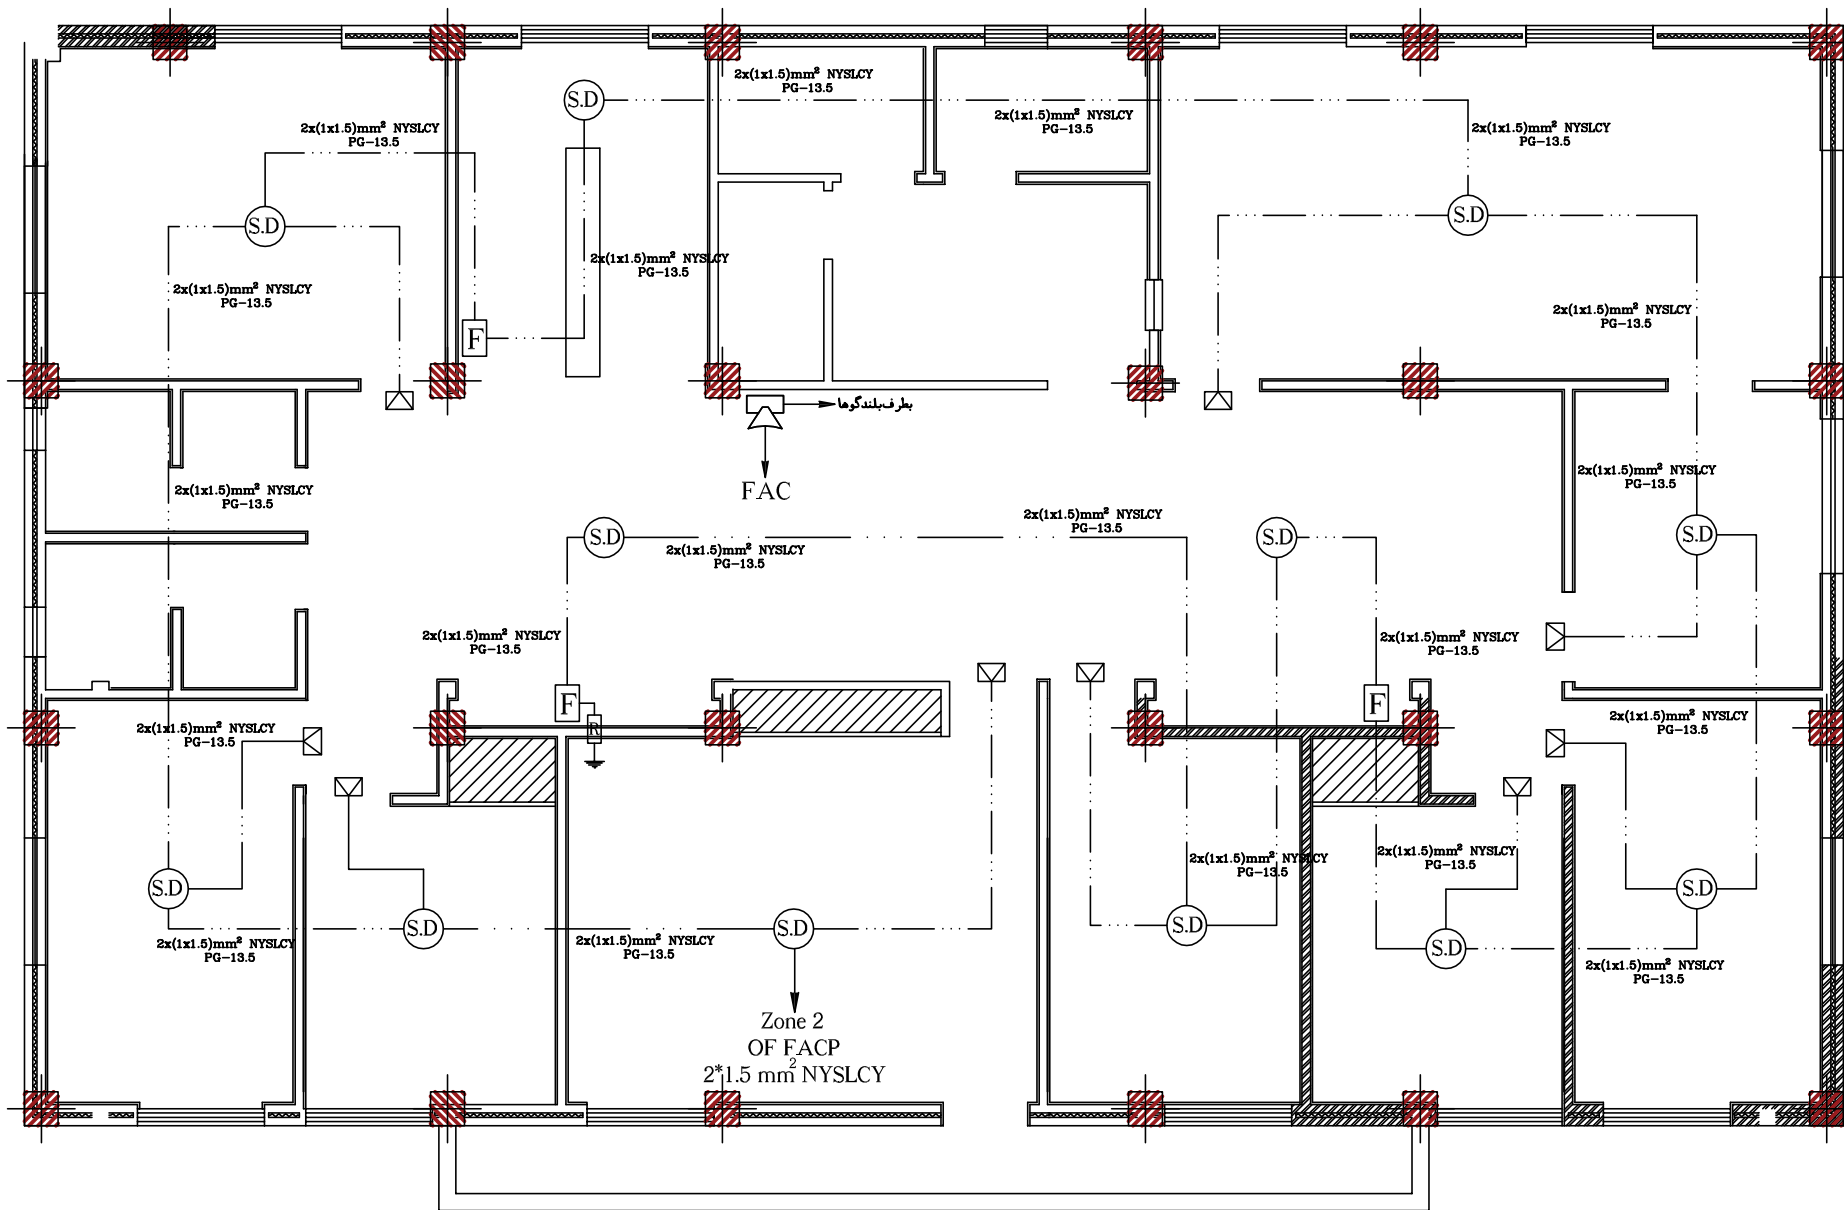 2x(1x1.5)mm² NYSLCY
PG-13.5
S.D
2x(1x1.5)mm² NYSLCY
PG-13.5
2x(1x1.5)mm² NYSLCY
PG-13.5
2x(1x1.5)mm² NYSLCY
PG-13.5
S.D
S.D
2x(1x1.5)mm² NYSLCY
PG-13.5
2x(1x1.5)mm² NYSLCY
PG-13.5
2x(1x1.5)mm² NYSLCY
PG-13.5
F
بطرف بلندگوها
FAC
2x(1x1.5)mm² NYSLCY
PG-13.5
2x(1x1.5)mm² NYSLCY
PG-13.5
2x(1x1.5)mm² NYSLCY
PG-13.5
S.D
2x(1x1.5)mm² NYSLCY
PG-13.5
S.D
S.D
2x(1x1.5)mm² NYSLCY
PG-13.5
2x(1x1.5)mm² NYSLCY
PG-13.5
F
R
F
2x(1x1.5)mm² NYSLCY
PG-13.5
2x(1x1.5)mm² NYSLCY
PG-13.5
2x(1x1.5)mm² NYSLCY
PG-13.5
2x(1x1.5)mm² NYSLCY
PG-13.5
S.D
S.D
S.D
S.D
S.D
S.D
2x(1x1.5)mm² NYSLCY
PG-13.5
2x(1x1.5)mm² NYSLCY
PG-13.5
2x(1x1.5)mm² NYSLCY
PG-13.5
Zone 2
OF FACP
2*1.5 mm² NYSLCY